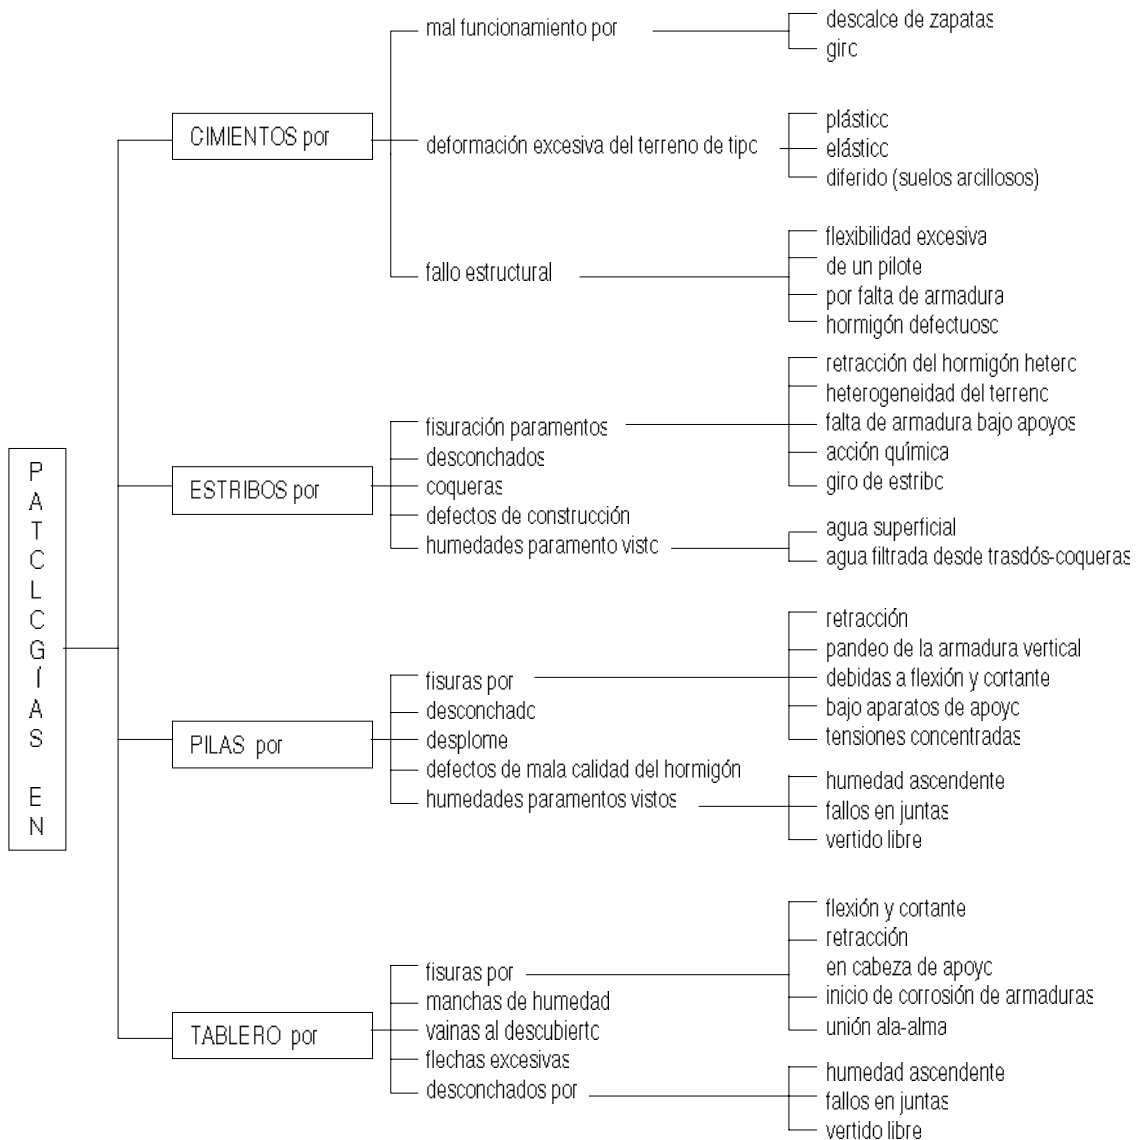 PATOLOGÍAS EN
CIMIENTOS por
mal funcionamiento por
descalce de zapatas
giro
deformación excesiva del terreno de tipo
plástico
elástico
diferido (suelos arcillosos)
fallo estructural
flexibilidad excesiva
de un pilote
por falta de armadura
hormigón defectuoso
ESTRIBOS por
fisuración paramentos
retracción del hormigón hetero
heterogeneidad del terreno
falta de armadura bajo apoyos
acción química
giro de estribo
desconchados
coqueras
defectos de construcción
humedades paramento visto
agua superficial
agua filtrada desde trasdós-coqueras
PILAS por
fisuras por
retracción
pandeo de la armadura vertical
debidas a flexión y cortante
bajo aparatos de apoyo
tensiones concentradas
desconchado
desplome
defectos de mala calidad del hormigón
humedades paramentos vistos
humedad ascendente
fallos en juntas
vertido libre
TABLERO por
fisuras por
flexión y cortante
retracción
en cabeza de apoyo
inicio de corrosión de armaduras
unión ala-alma
manchas de humedad
vainas al descubierto
flechas excesivas
desconchados por
humedad ascendente
fallos en juntas
vertido libre